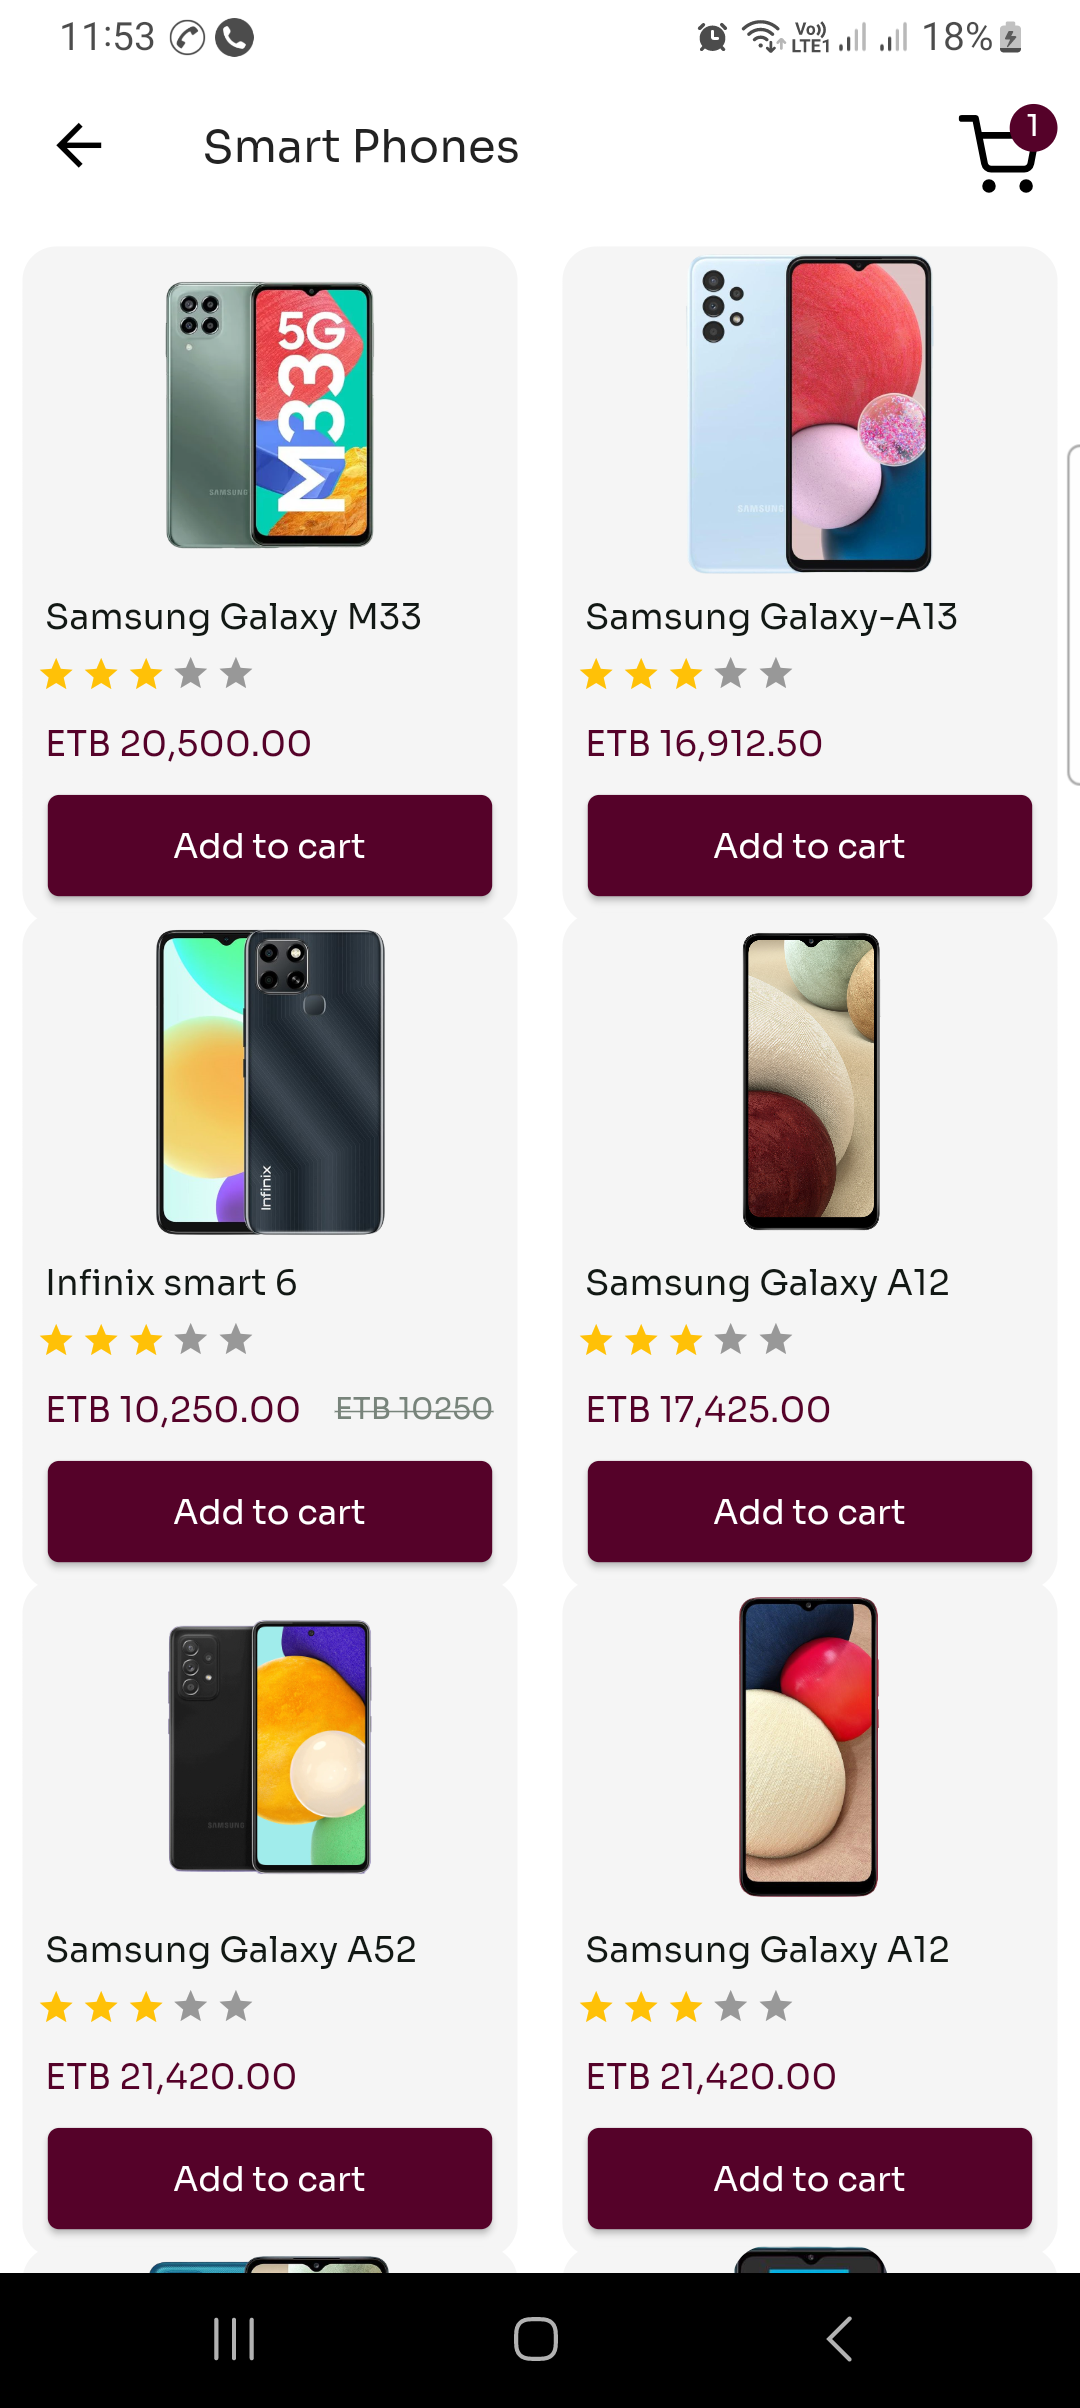 11:53
Vo)) LTE1 18%
Smart Phones
1
5G
M33
SAMSUNG
SAMSUNG
Samsung Galaxy M33
Samsung Galaxy-A13
ETB 20,500.00
ETB 16,912.50
Add to cart
Add to cart
Infinix
Infinix smart 6
Samsung Galaxy A12
ETB 10,250.00 ETB 10250
ETB 17,425.00
Add to cart
Add to cart
SAMSUNG
Samsung Galaxy A52
Samsung Galaxy A12
ETB 21,420.00
ETB 21,420.00
Add to cart
Add to cart